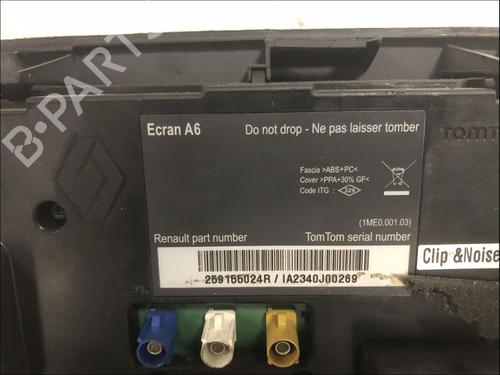 Ecran A6
Do not drop - Ne pas laisser tomber
TOMT
Fascia >ABS+PC<
Cover >PPA+30% GF<
Code ITG :
(1ME0.001.03)
Renault part number
TomTom serial number
Clip &Noise
259155024R / IA2340J00269
B-PARTS